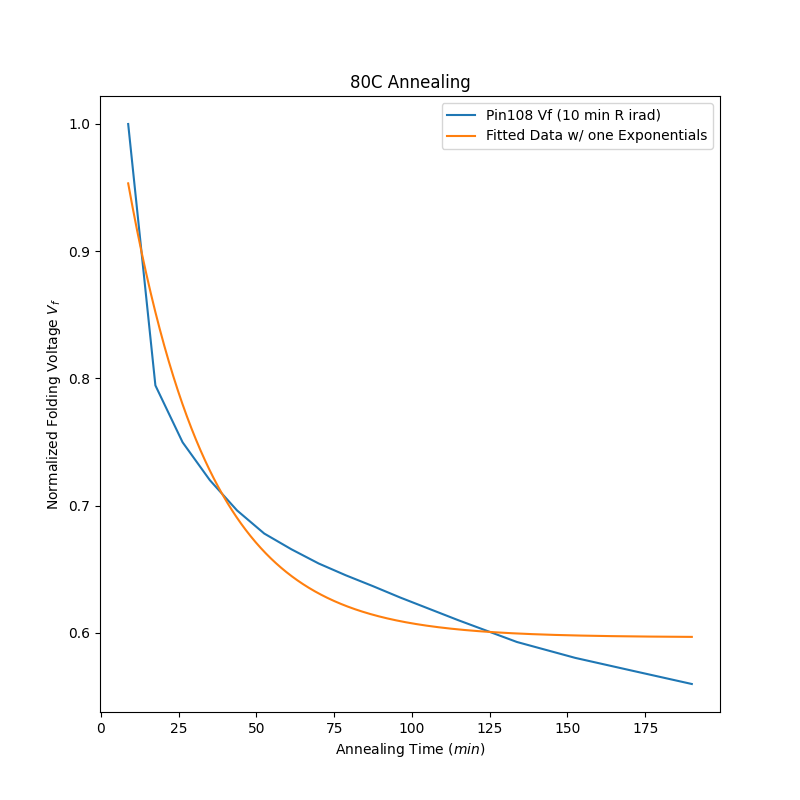 80C Annealing
Pin108 Vf (10 min R irad)
Fitted Data w/ one Exponentials
1.0
0.9
0.8
0.7
0.6
Normalized Folding Voltage V_f
0 25 50 75 100 125 150 175
Annealing Time (min)